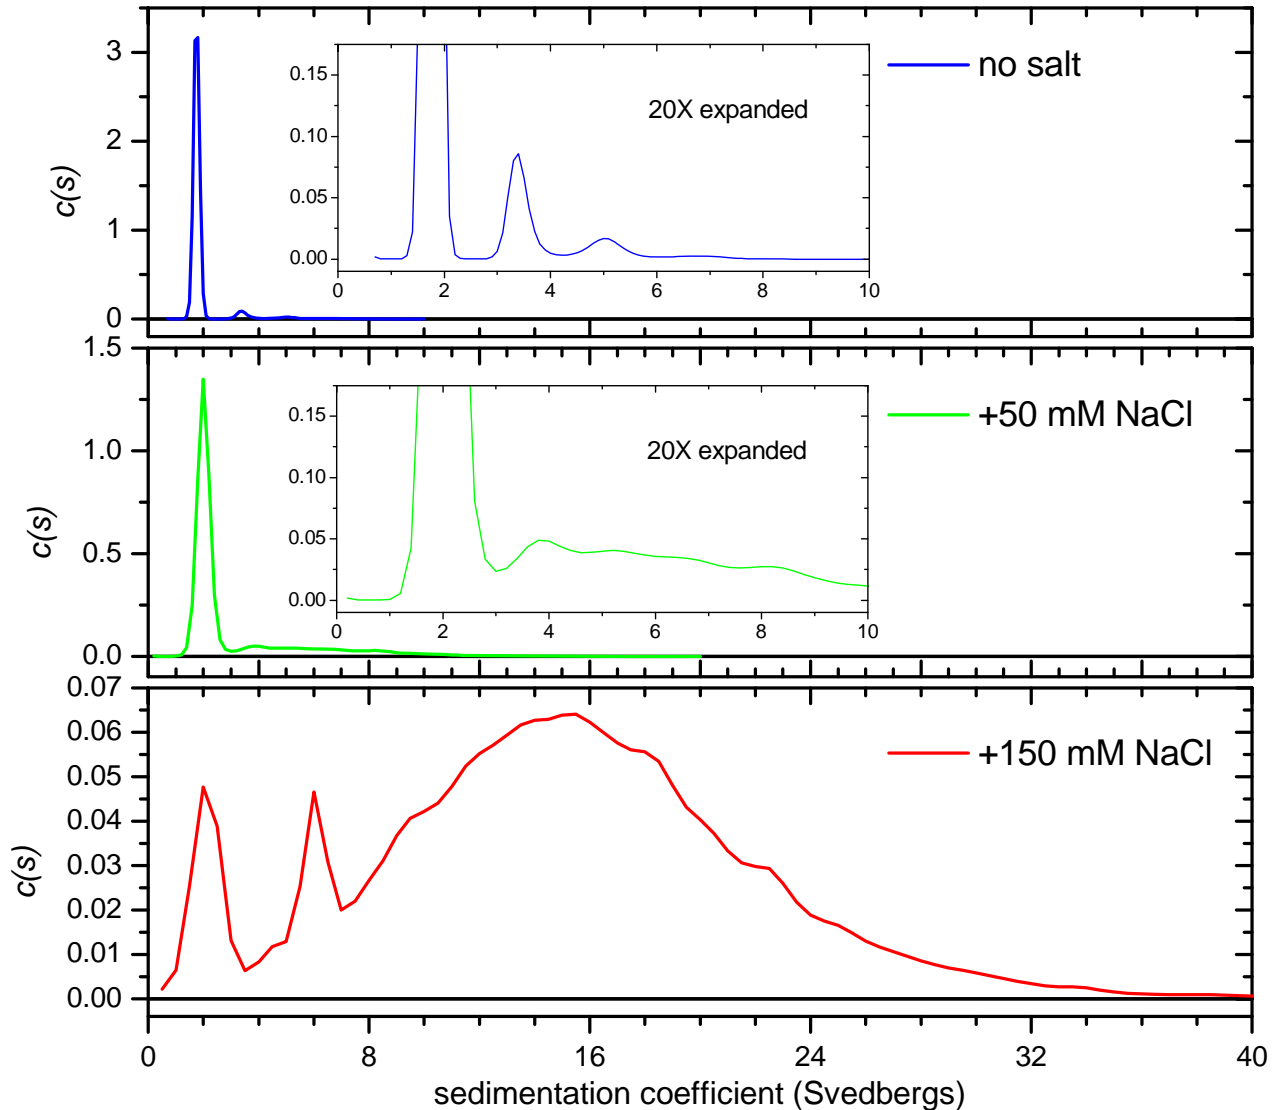 3
2
1
0
c(s)
0.15
0.10
0.05
0.00
0 2 4 6 8 10
20X expanded
no salt
1.5
1.0
0.5
0.0
c(s)
0.15
0.10
0.05
0.00
0 2 4 6 8 10
20X expanded
+50 mM NaCl
0.07
0.06
0.05
0.04
0.03
0.02
0.01
0.00
c(s)
+150 mM NaCl
0 8 16 24 32 40
sedimentation coefficient (Svedbergs)